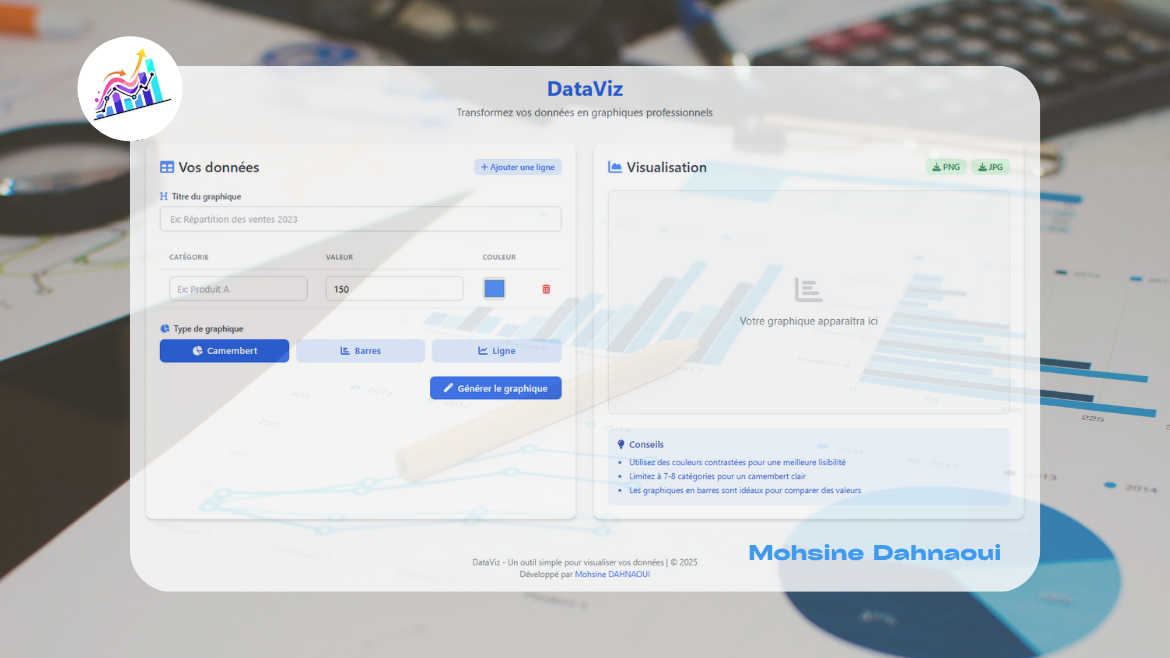 DataViz
Transformez vos données en graphiques professionnels
Vos données
+ Ajouter une ligne
Titre du graphique
Ex: Répartition des ventes 2023
CATÉGORIE VALEUR COULEUR
Ex: Produit A 150
Type de graphique
Camembert Barres Ligne
Générer le graphique
Visualisation
PNG JPG
Votre graphique apparaîtra ici
Conseils
• Utilisez des couleurs contrastées pour une meilleure lisibilité
• Limitez à 7-8 catégories pour un camembert clair
• Les graphiques en barres sont idéaux pour comparer des valeurs
75 150 225
2014
Mohsine Dahnaoui
DataViz - Un outil simple pour visualiser vos données | © 2025
Développé par Mohsine DAHNAOUI